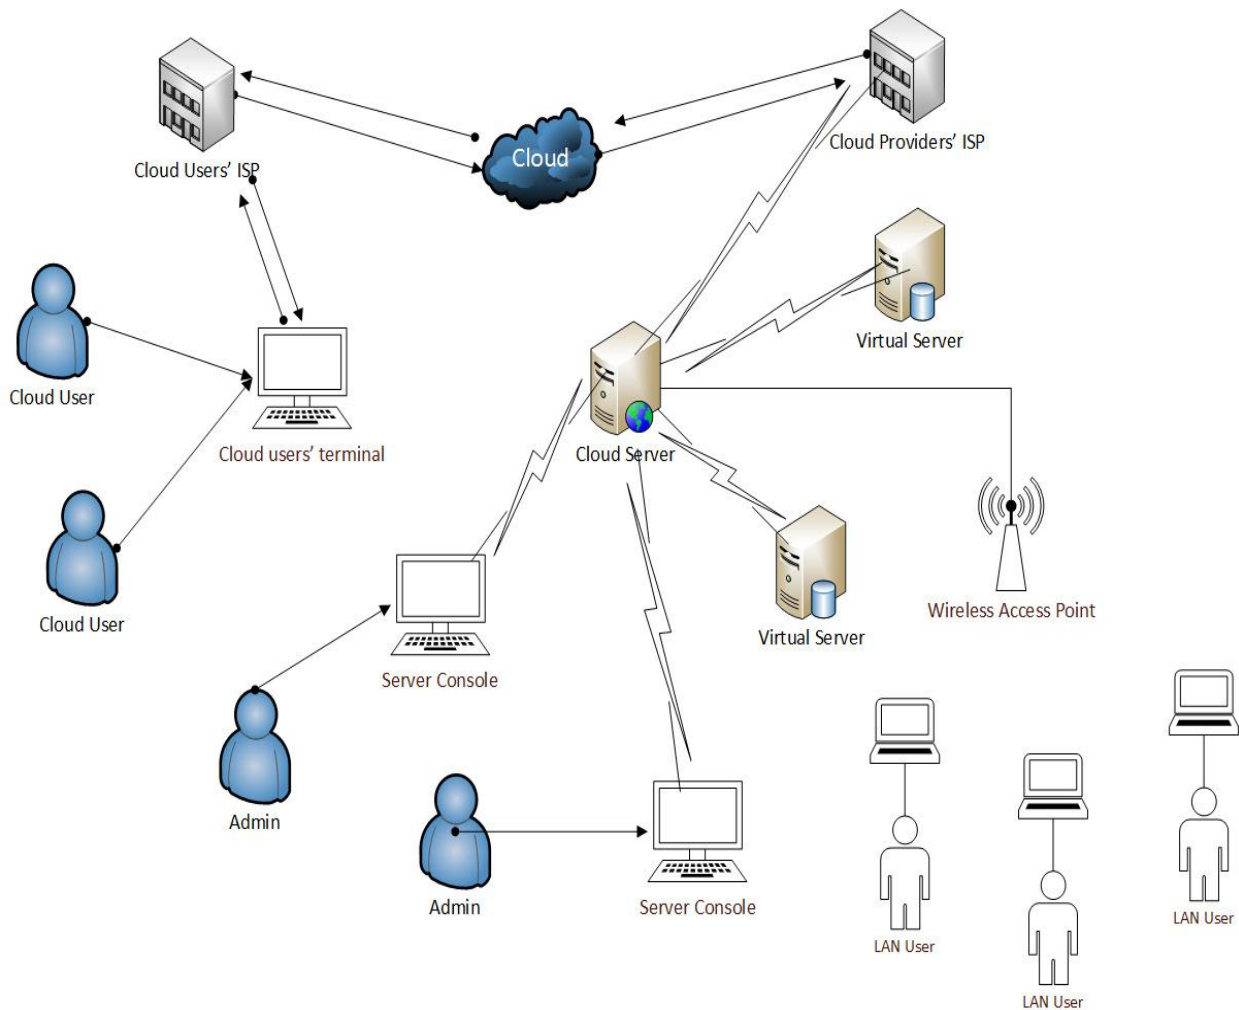 Cloud Providers' ISP
Cloud
Cloud Users' ISP
Virtual Server
Cloud User
Cloud users' terminal
Cloud Server
Wireless Access Point
Cloud User
Virtual Server
Server Console
Admin
Admin
Server Console
LAN User
LAN User
LAN User